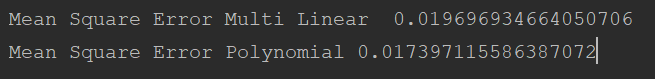 Mean Square Error Multi Linear  0.019696934664050706
Mean Square Error Polynomial 0.017397115586387072